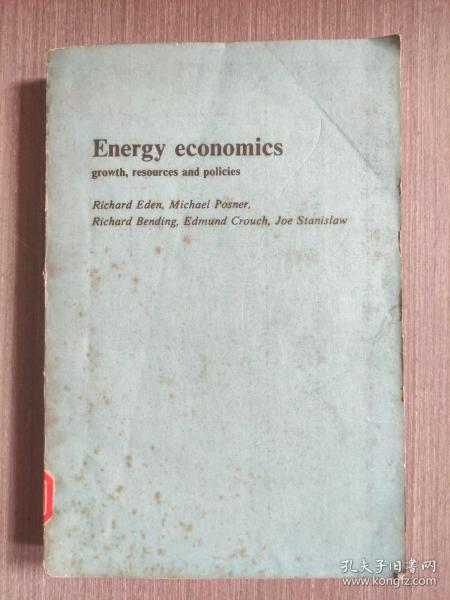 Energy economics
growth, resources and policies
Richard Eden, Michael Posner,
Richard Bending, Edmund Crouch, Joe Stanislaw
孔夫子旧书网
www.kongfz.com